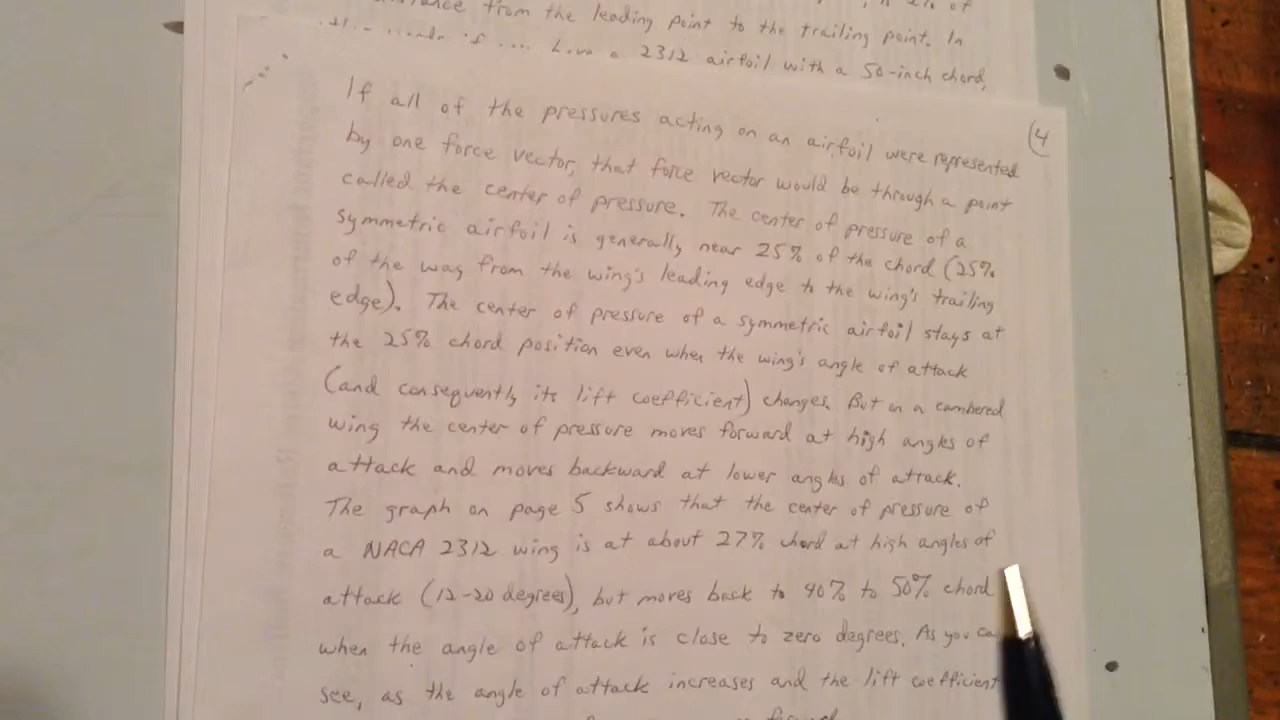 from the leading point to the trailing point. In
a 2312 airfoil with a 50-inch chord,
(4
If all of the pressures acting on an airfoil were represented
by one force vector, that force vector would be through a point
called the center of pressure. The center of pressure of a
symmetric airfoil is generally near 25% of the chord (25%
of the way from the wing's leading edge to the wing's trailing
edge). The center of pressure of a symmetric airfoil stays at
the 25% chord position even when the wing's angle of attack
(and consequently its lift coefficient) changes. But on a cambered
wing the center of pressure moves forward at high angles of
attack and moves backward at lower angles of attack.
The graph on page 5 shows that the center of pressure of
a NACA 2312 wing is at about 27% chord at high angles of
attack (12-20 degrees), but moves back to 40% to 50% chord
when the angle of attack is close to zero degrees. As you
see, as the angle of attack increases and the lift coefficient